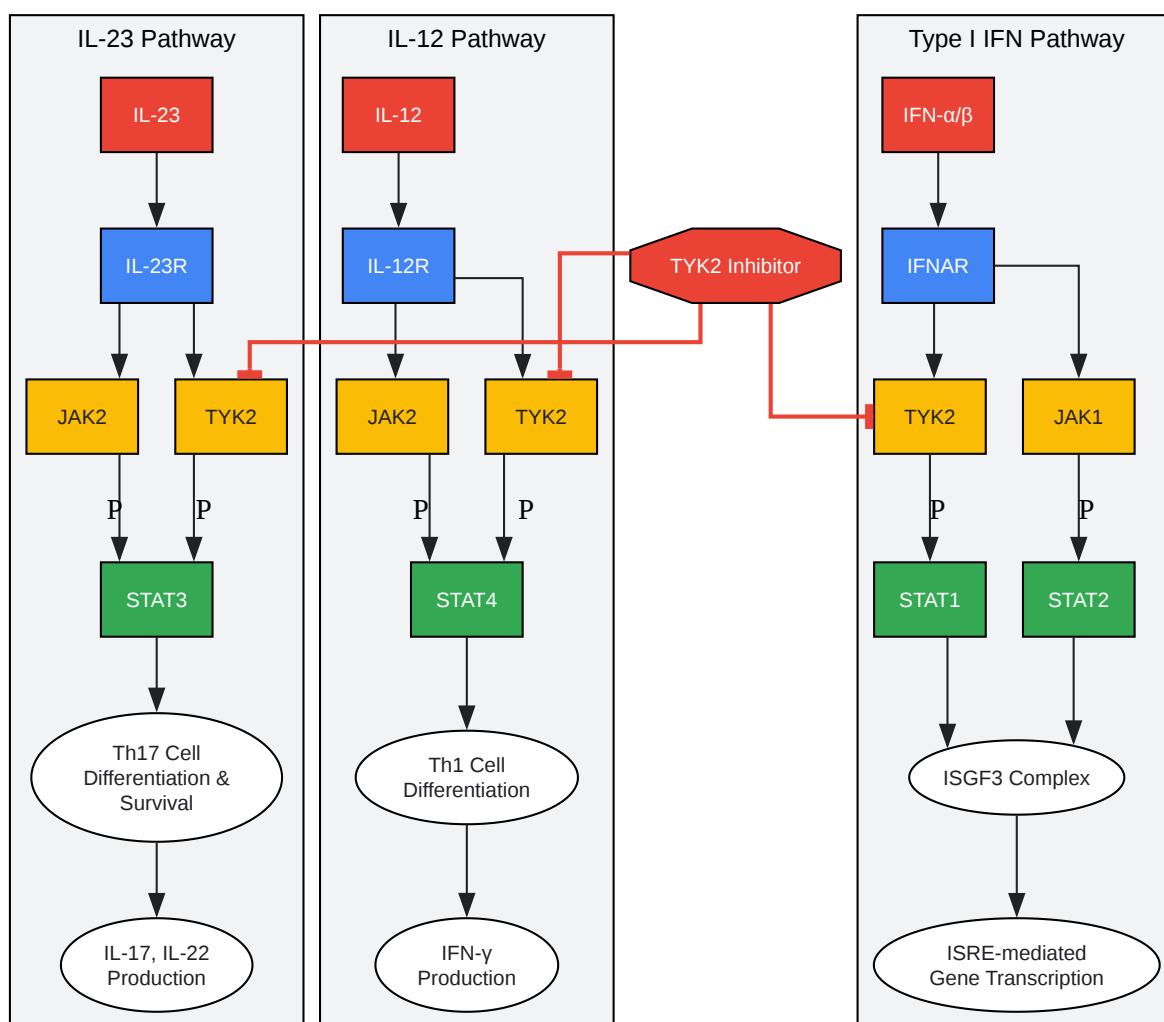 IL-23 Pathway
IL-12 Pathway
Type I IFN Pathway
IL-23
IL-12
IFN-α/β
IL-23R
IL-12R
TYK2 Inhibitor
IFNAR
JAK2
TYK2
JAK2
TYK2
TYK2
JAK1
P
P
P
P
P
P
STAT3
STAT4
STAT1
STAT2
Th17 Cell
Differentiation &
Survival
Th1 Cell
Differentiation
ISGF3 Complex
IL-17, IL-22
Production
IFN-γ
Production
ISRE-mediated
Gene Transcription